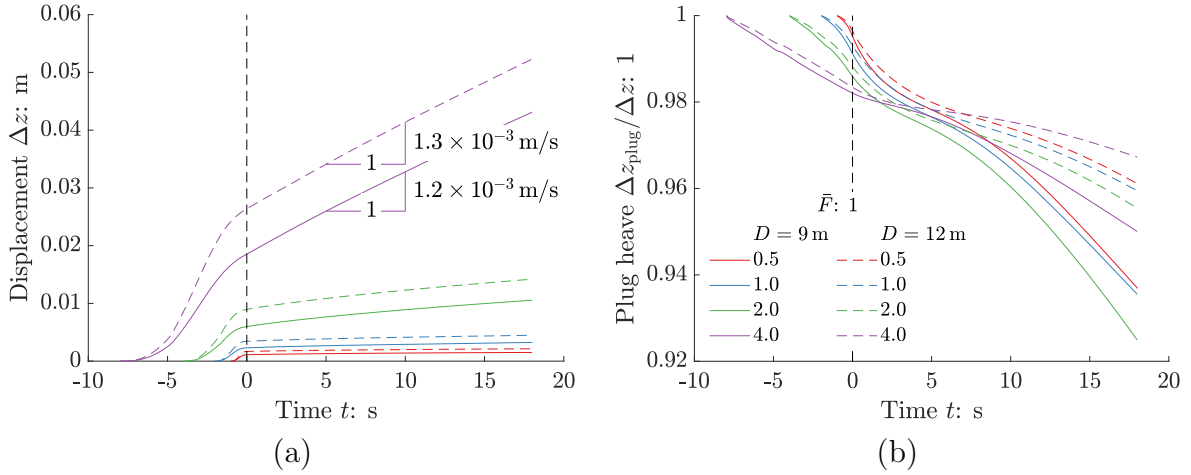 0.06
0.05
0.04
0.03
0.02
0.01
0
Displacement Δz: m
1.3 × 10⁻³ m/s
1
1.2 × 10⁻³ m/s
1
-10 -5 0 5 10 15 20
Time t: s
(a)
1
0.98
0.96
0.94
0.92
Plug heave Δz_plug/Δz: 1
F̄: 1
D = 9 m D = 12 m
0.5 0.5
1.0 1.0
2.0 2.0
4.0 4.0
-10 -5 0 5 10 15 20
Time t: s
(b)